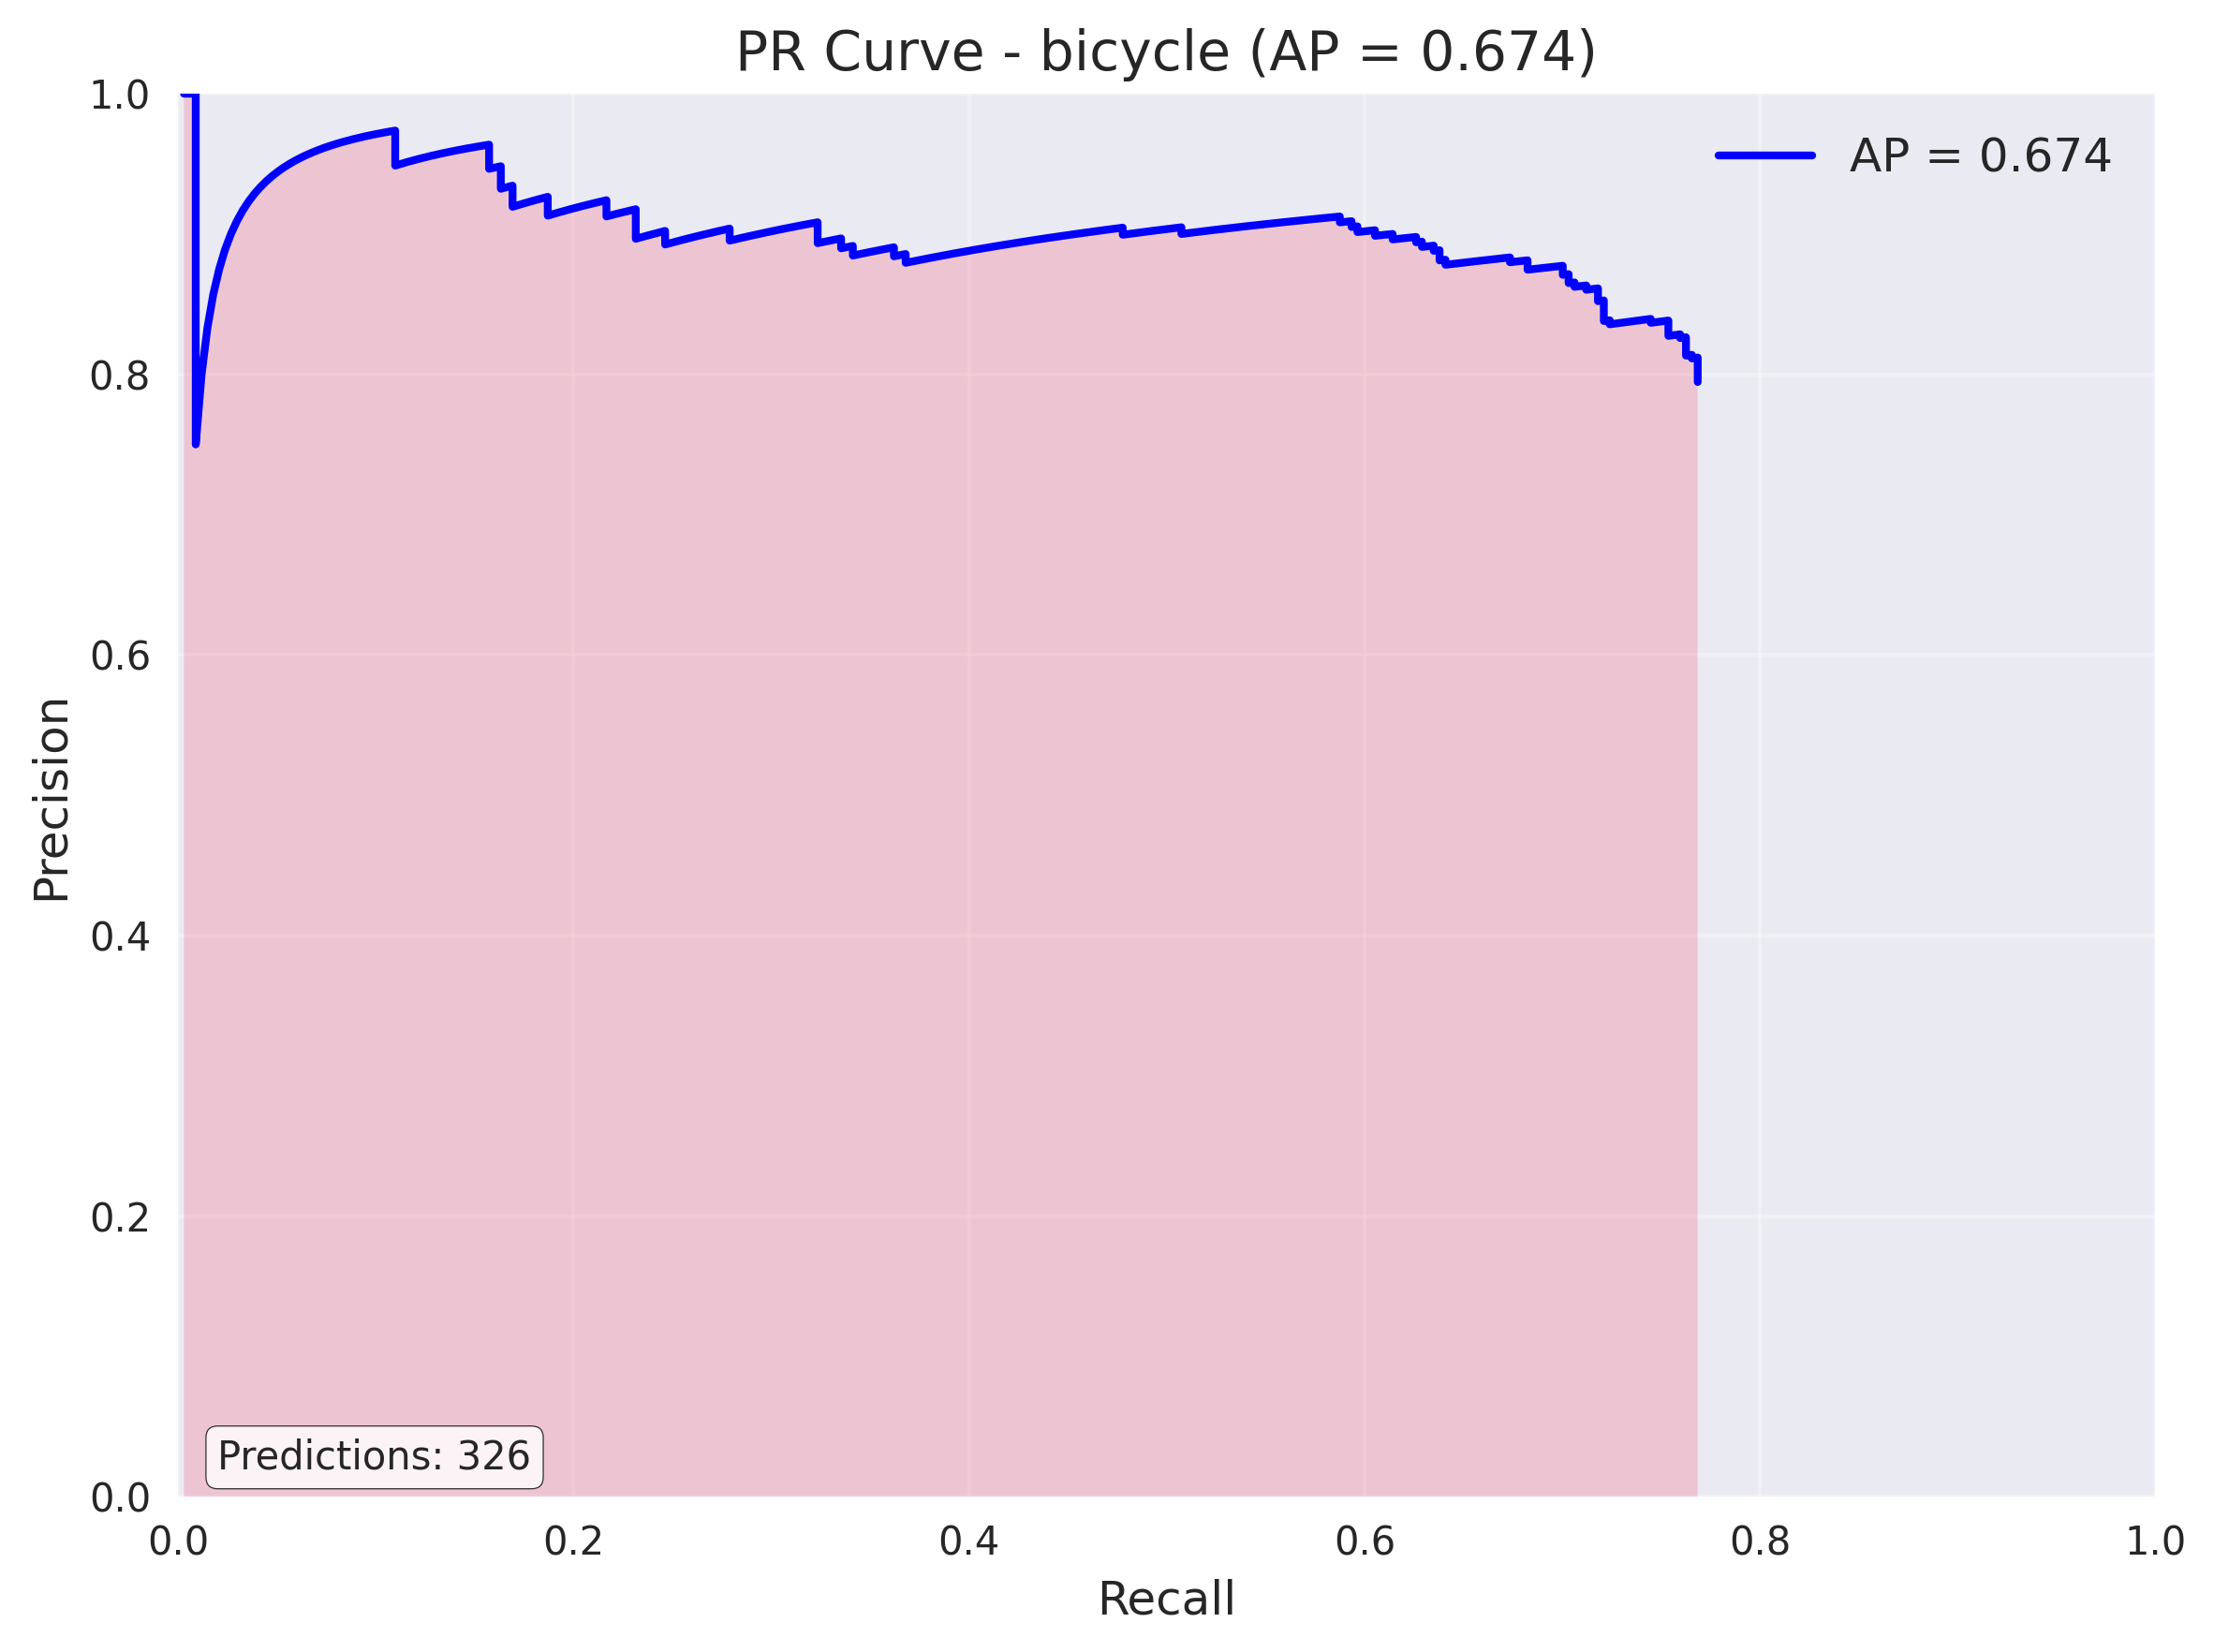 PR Curve - bicycle (AP = 0.674)
AP = 0.674
Precision
1.0
0.8
0.6
0.4
0.2
0.0
Predictions: 326
0.0 0.2 0.4 0.6 0.8 1.0
Recall